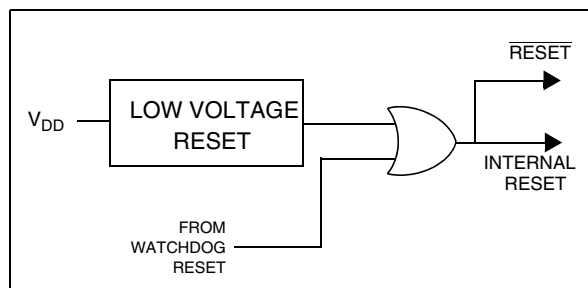 RESET
V_DD
LOW VOLTAGE
RESET
INTERNAL
RESET
FROM
WATCHDOG
RESET